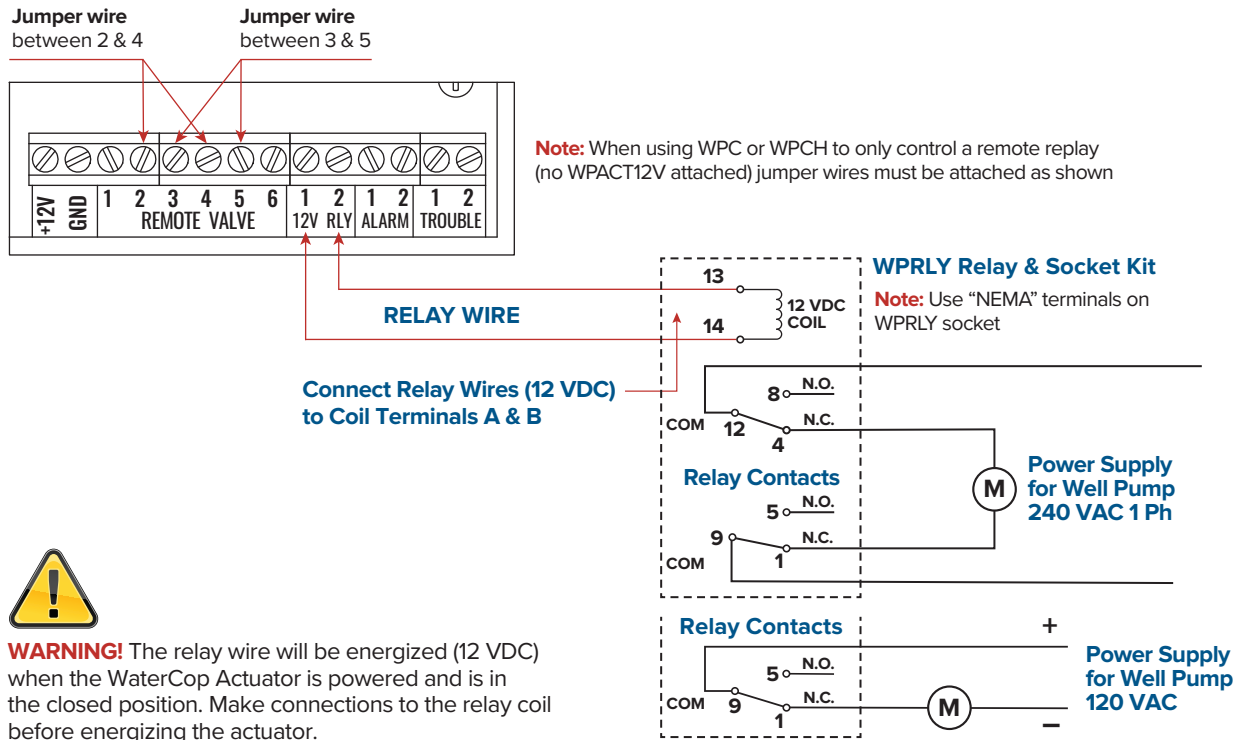 Jumper wire
between 2 & 4
Jumper wire
between 3 & 5
Note: When using WPC or WPCH to only control a remote replay
(no WPACT12V attached) jumper wires must be attached as shown
+12V GND 1 2 3 4 5 6 1 2 1 2 1 2
REMOTE VALVE 12V RLY ALARM TROUBLE
WPRLY Relay & Socket Kit
Note: Use “NEMA” terminals on
WPRLY socket
RELAY WIRE
13
14
12 VDC
COIL
Connect Relay Wires (12 VDC)
to Coil Terminals A & B
8 N.O.
COM 12 N.C.
4
Relay Contacts
5 N.O.
9 N.C.
COM 1
M
Power Supply
for Well Pump
240 VAC 1 Ph
!
WARNING! The relay wire will be energized (12 VDC)
when the WaterCop Actuator is powered and is in
the closed position. Make connections to the relay coil
before energizing the actuator.
Relay Contacts
5 N.O.
COM 9 N.C.
1
M
+
–
Power Supply
for Well Pump
120 VAC